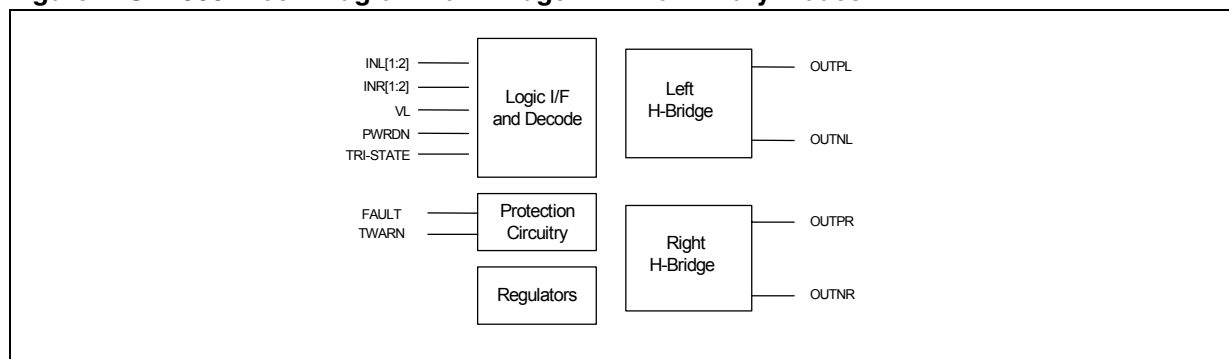 INL[1:2]
INR[1:2]
VL
PWRDN
TRI-STATE
Logic I/F
and Decode
FAULT
TWARN
Protection
Circuitry
Regulators
Left
H-Bridge
OUTPL
OUTNL
Right
H-Bridge
OUTPR
OUTNR